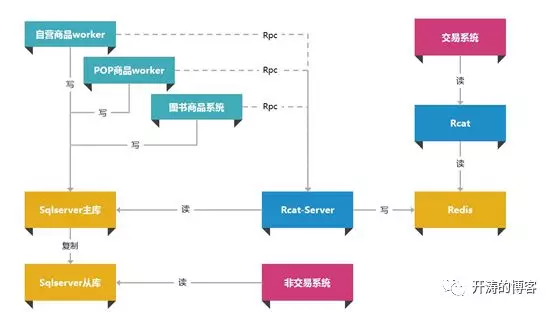 自营商品worker
Rpc
交易系统
写
POP商品worker
Rpc
读
写
图书商品系统
Rpc
Rcat
写
读
Sqlserver主库
读
Rcat-Server
写
Redis
复制
Sqlserver从库
读
非交易系统
开涛的博客